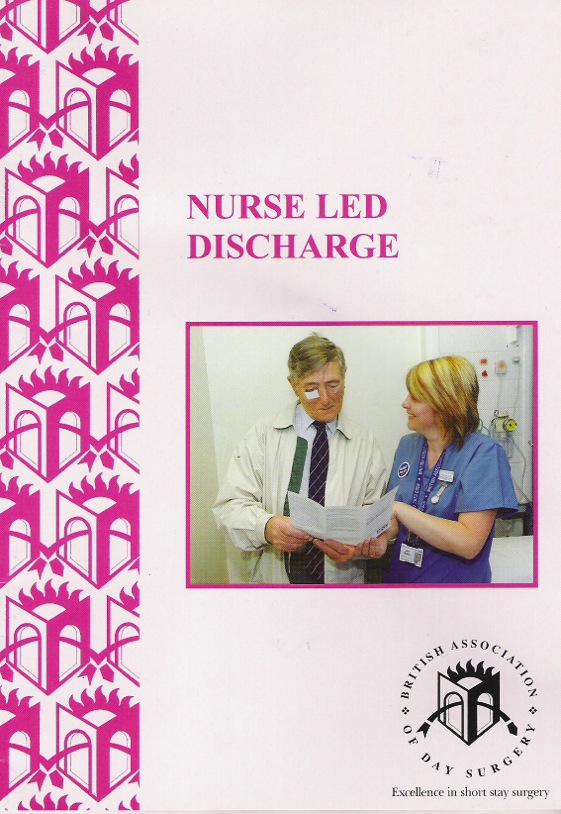 NURSE LED
DISCHARGE
BRITISH ASSOCIATION
OF DAY SURGERY
Excellence in short stay surgery